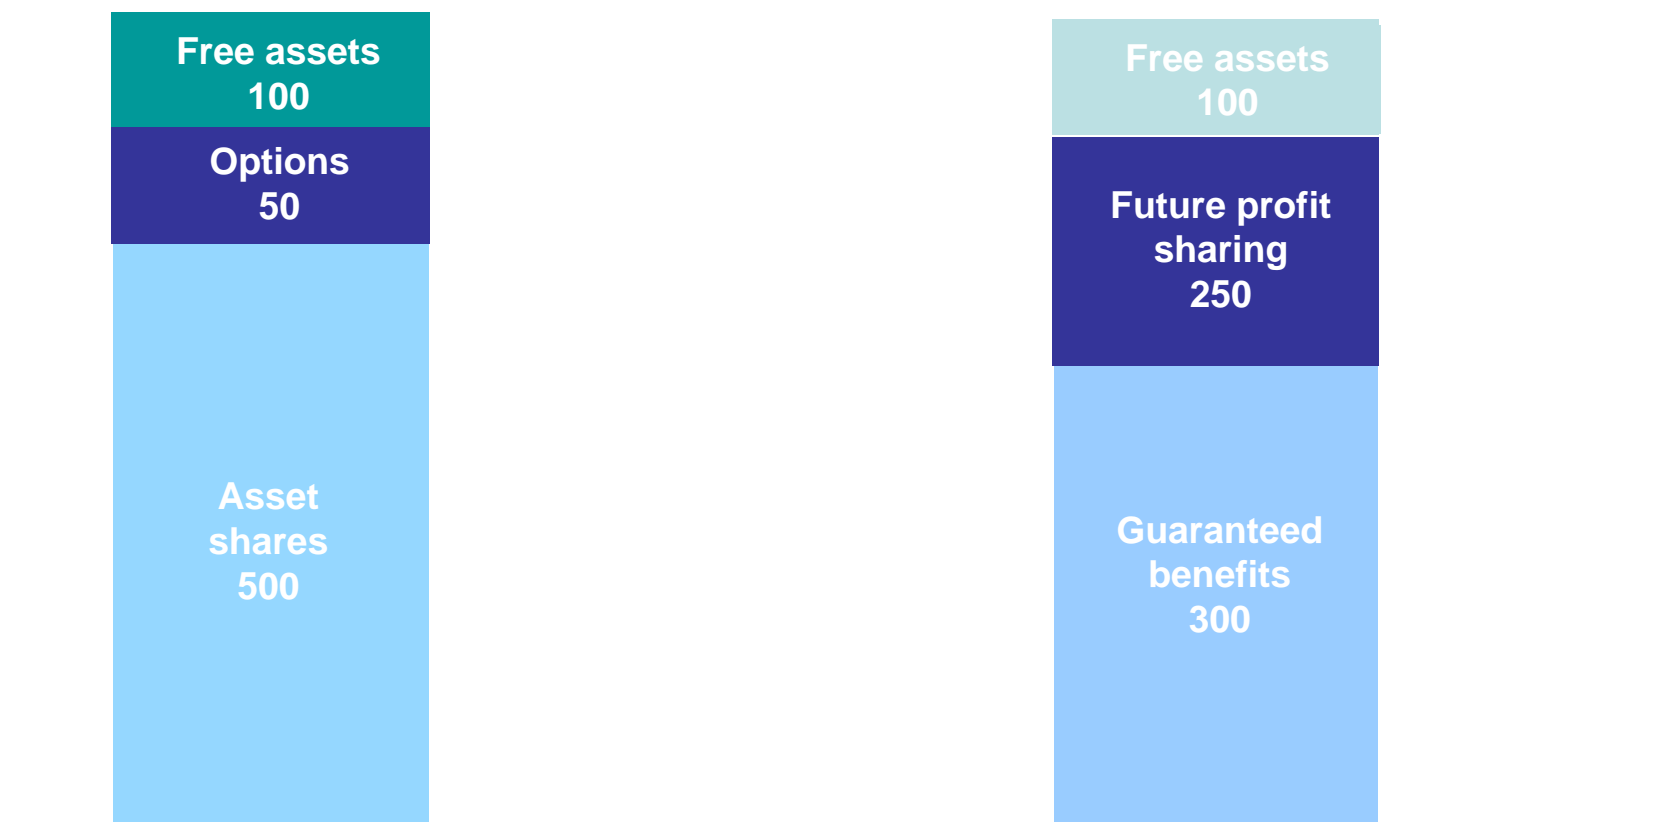 Free assets
100
Options
50
Asset
shares
500
Free assets
100
Future profit
sharing
250
Guaranteed
benefits
300